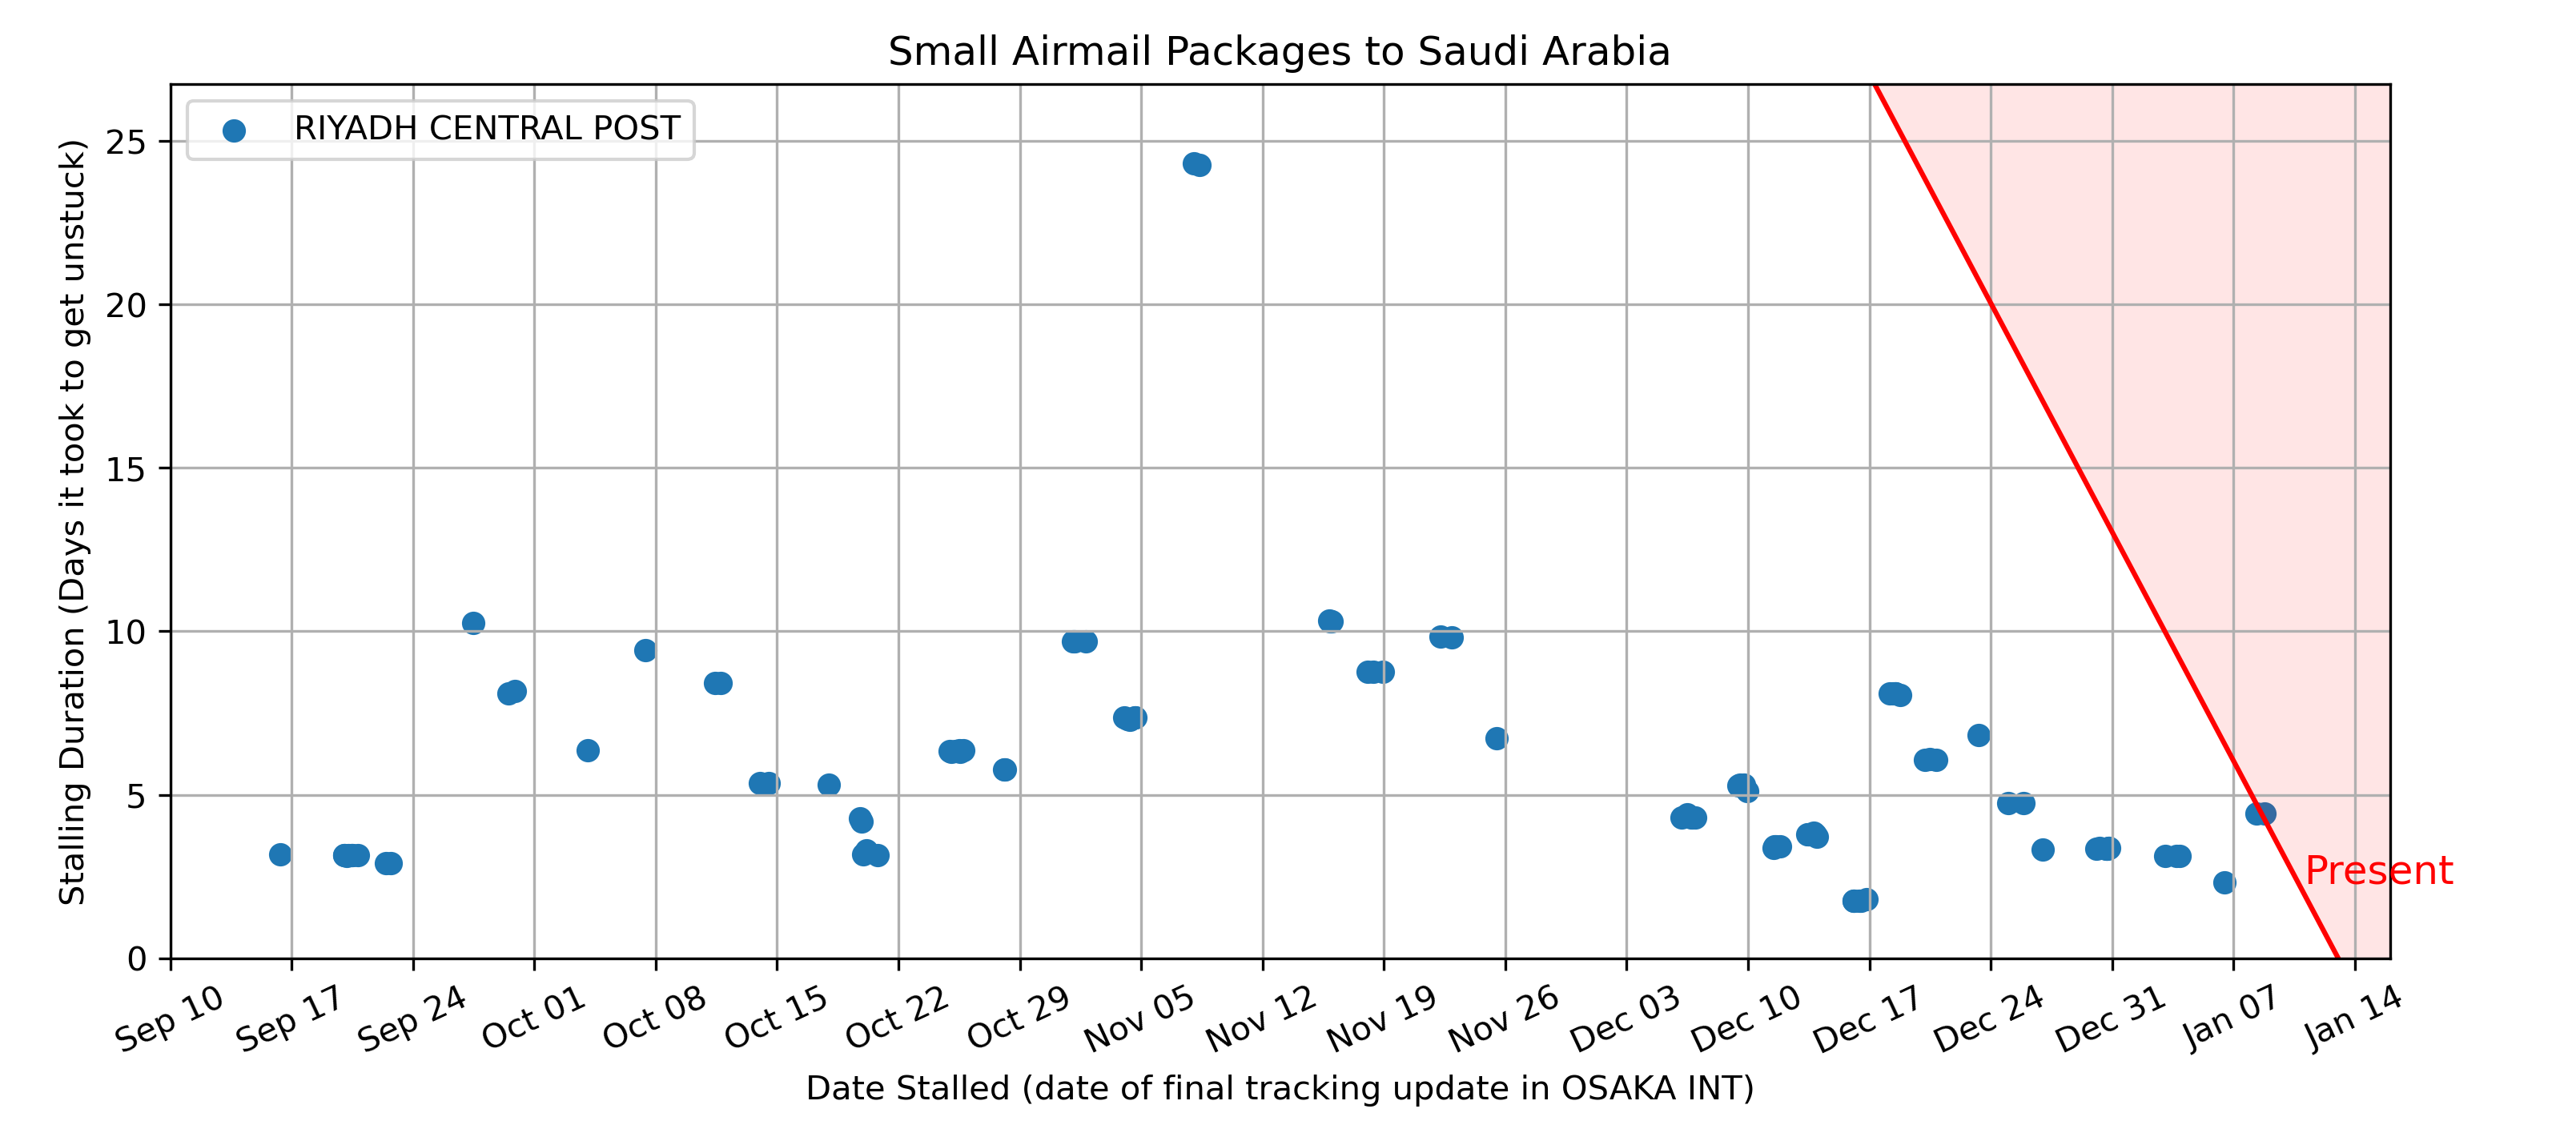 Small Airmail Packages to Saudi Arabia
RIYADH CENTRAL POST
Stalling Duration (Days it took to get unstuck)
25
20
15
10
5
0
Present
Sep 10
Sep 17
Sep 24
Oct 01
Oct 08
Oct 15
Oct 22
Oct 29
Nov 05
Nov 12
Nov 19
Nov 26
Dec 03
Dec 10
Dec 17
Dec 24
Dec 31
Jan 07
Jan 14
Date Stalled (date of final tracking update in OSAKA INT)